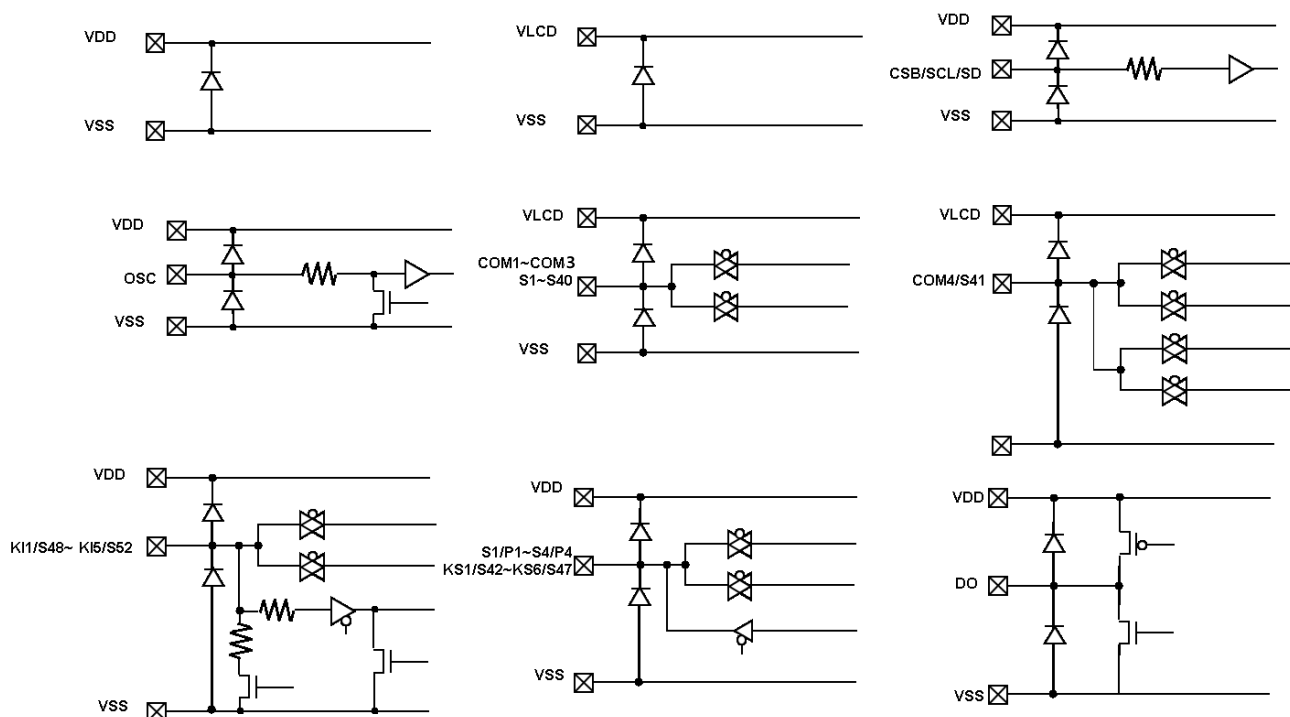 VDD
VSS
VLCD
VSS
VDD
CSB/SCL/SD
VSS
VDD
OSC
VSS
VLCD
COM1~COM3
S1~S40
VSS
VLCD
COM4/S41
VDD
KI1/S48~ KI5/S52
VSS
VDD
S1/P1~S4/P4
KS1/S42~KS6/S47
VSS
VDD
DO
VSS